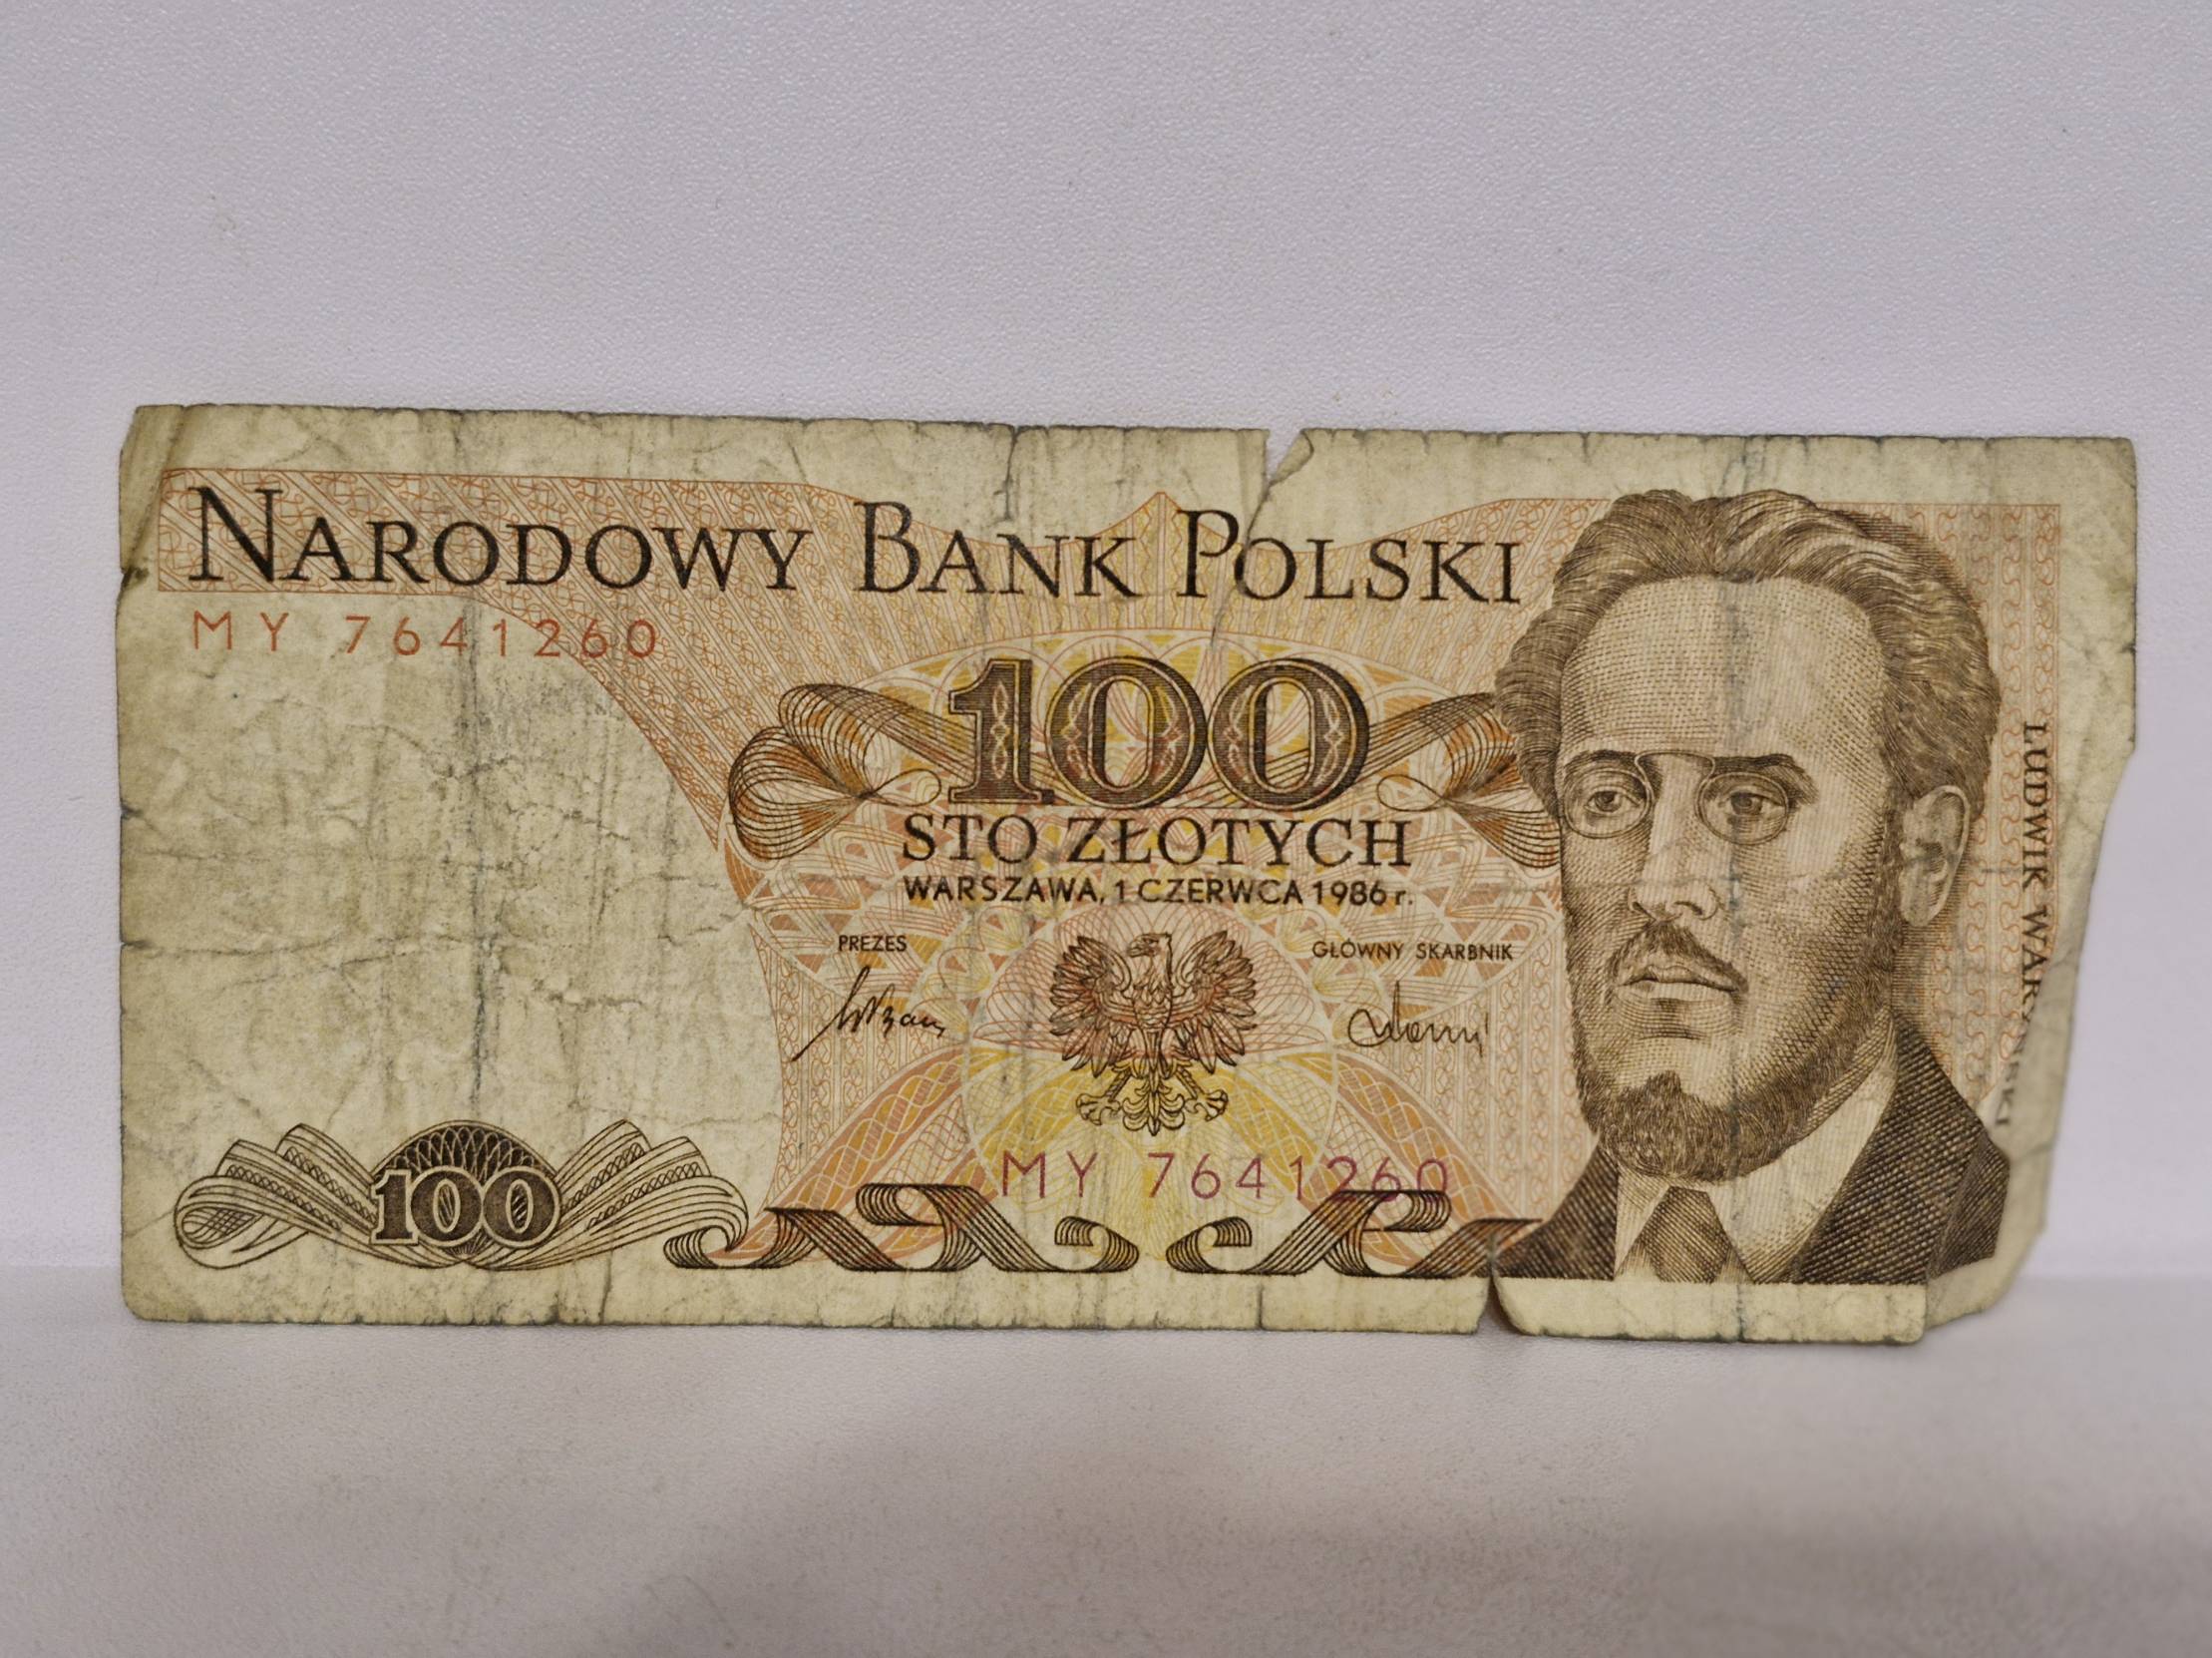 NARODOWY BANK POLSKI
MY 7641260
100
STO ZŁOTYCH
WARSZAWA, 1 CZERWCA 1986 r.
PREZES
GŁÓWNY SKARBNIK
MY 7641260
100
LUDWIK WARYŃSKI